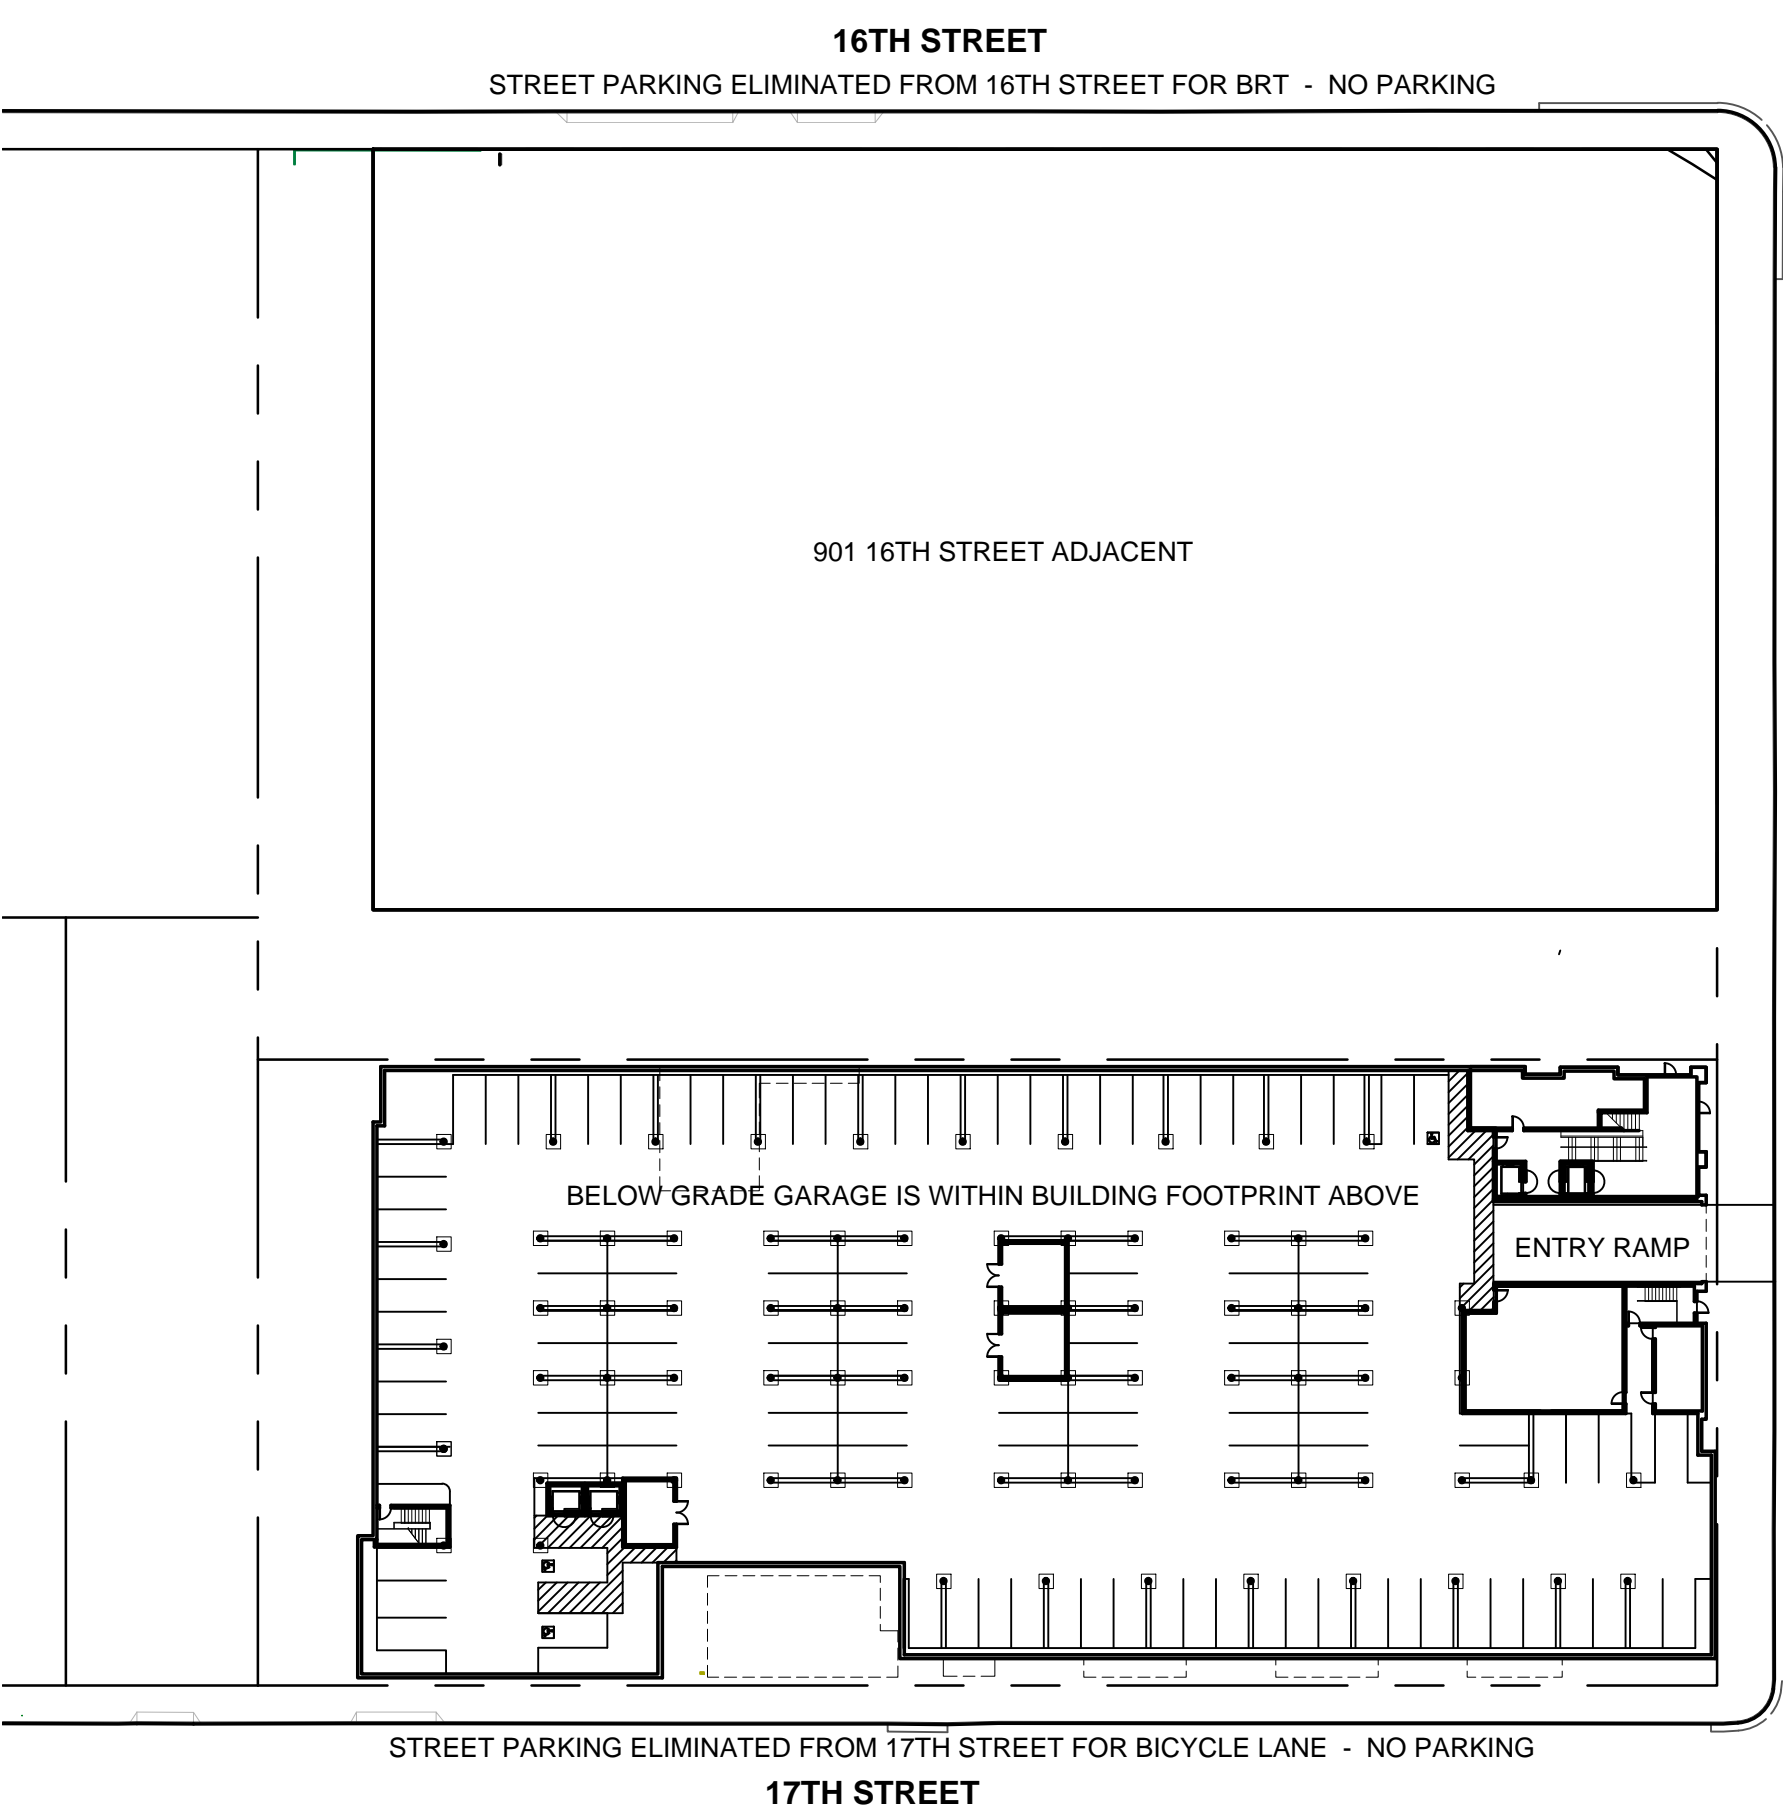 16TH STREET
STREET PARKING ELIMINATED FROM 16TH STREET FOR BRT - NO PARKING
901 16TH STREET ADJACENT
BELOW GRADE GARAGE IS WITHIN BUILDING FOOTPRINT ABOVE
ENTRY RAMP
STREET PARKING ELIMINATED FROM 17TH STREET FOR BICYCLE LANE - NO PARKING
17TH STREET